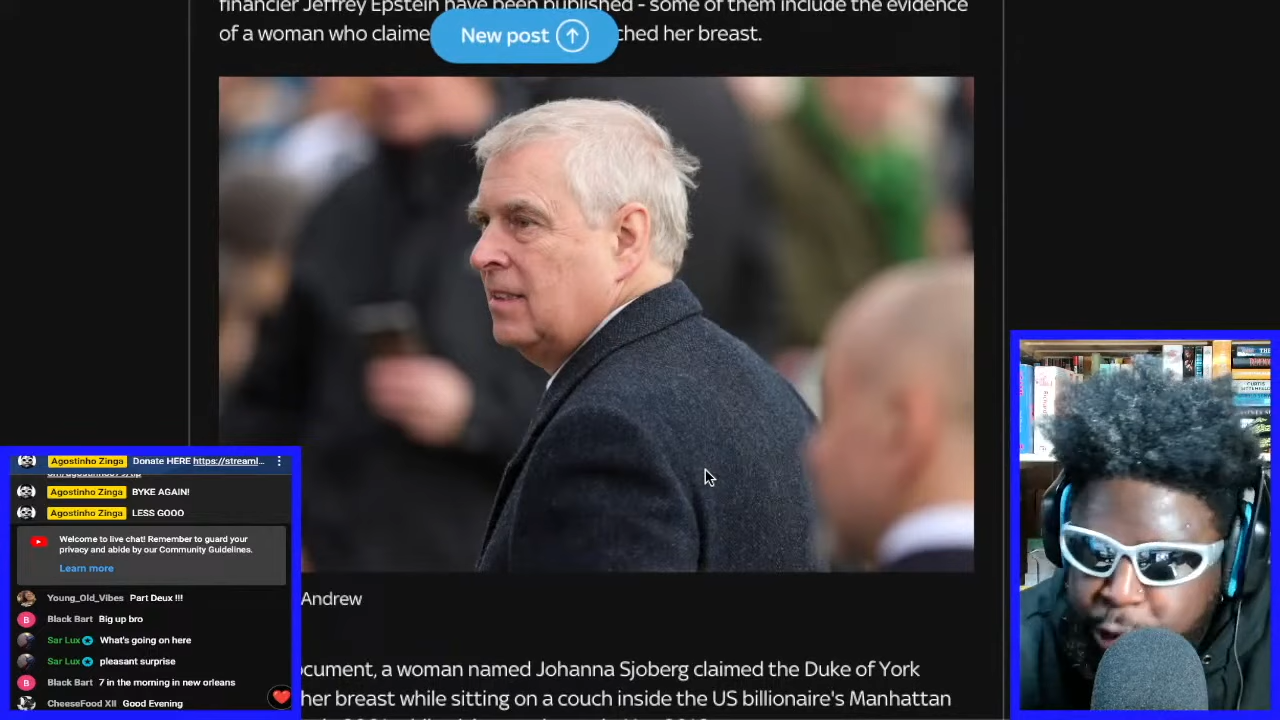 financier Jeffrey Epstein have been published - some of them include the evidence
of a woman who claime
New post
ched her breast.
Andrew
ocument, a woman named Johanna Sjoberg claimed the Duke of York
her breast while sitting on a couch inside the US billionaire's Manhattan
Agostinho Zinga Donate HERE https://streaml...
Agostinho Zinga BYKE AGAIN!
Agostinho Zinga LESS GOOO
Welcome to live chat! Remember to guard your
privacy and abide by our Community Guidelines.
Learn more
Young_Old_Vibes Part Deux !!!
B Black Bart Big up bro
Sar Lux What's going on here
Sar Lux pleasant surprise
B Black Bart 7 in the morning in new orleans
CheeseFood XII Good Evening